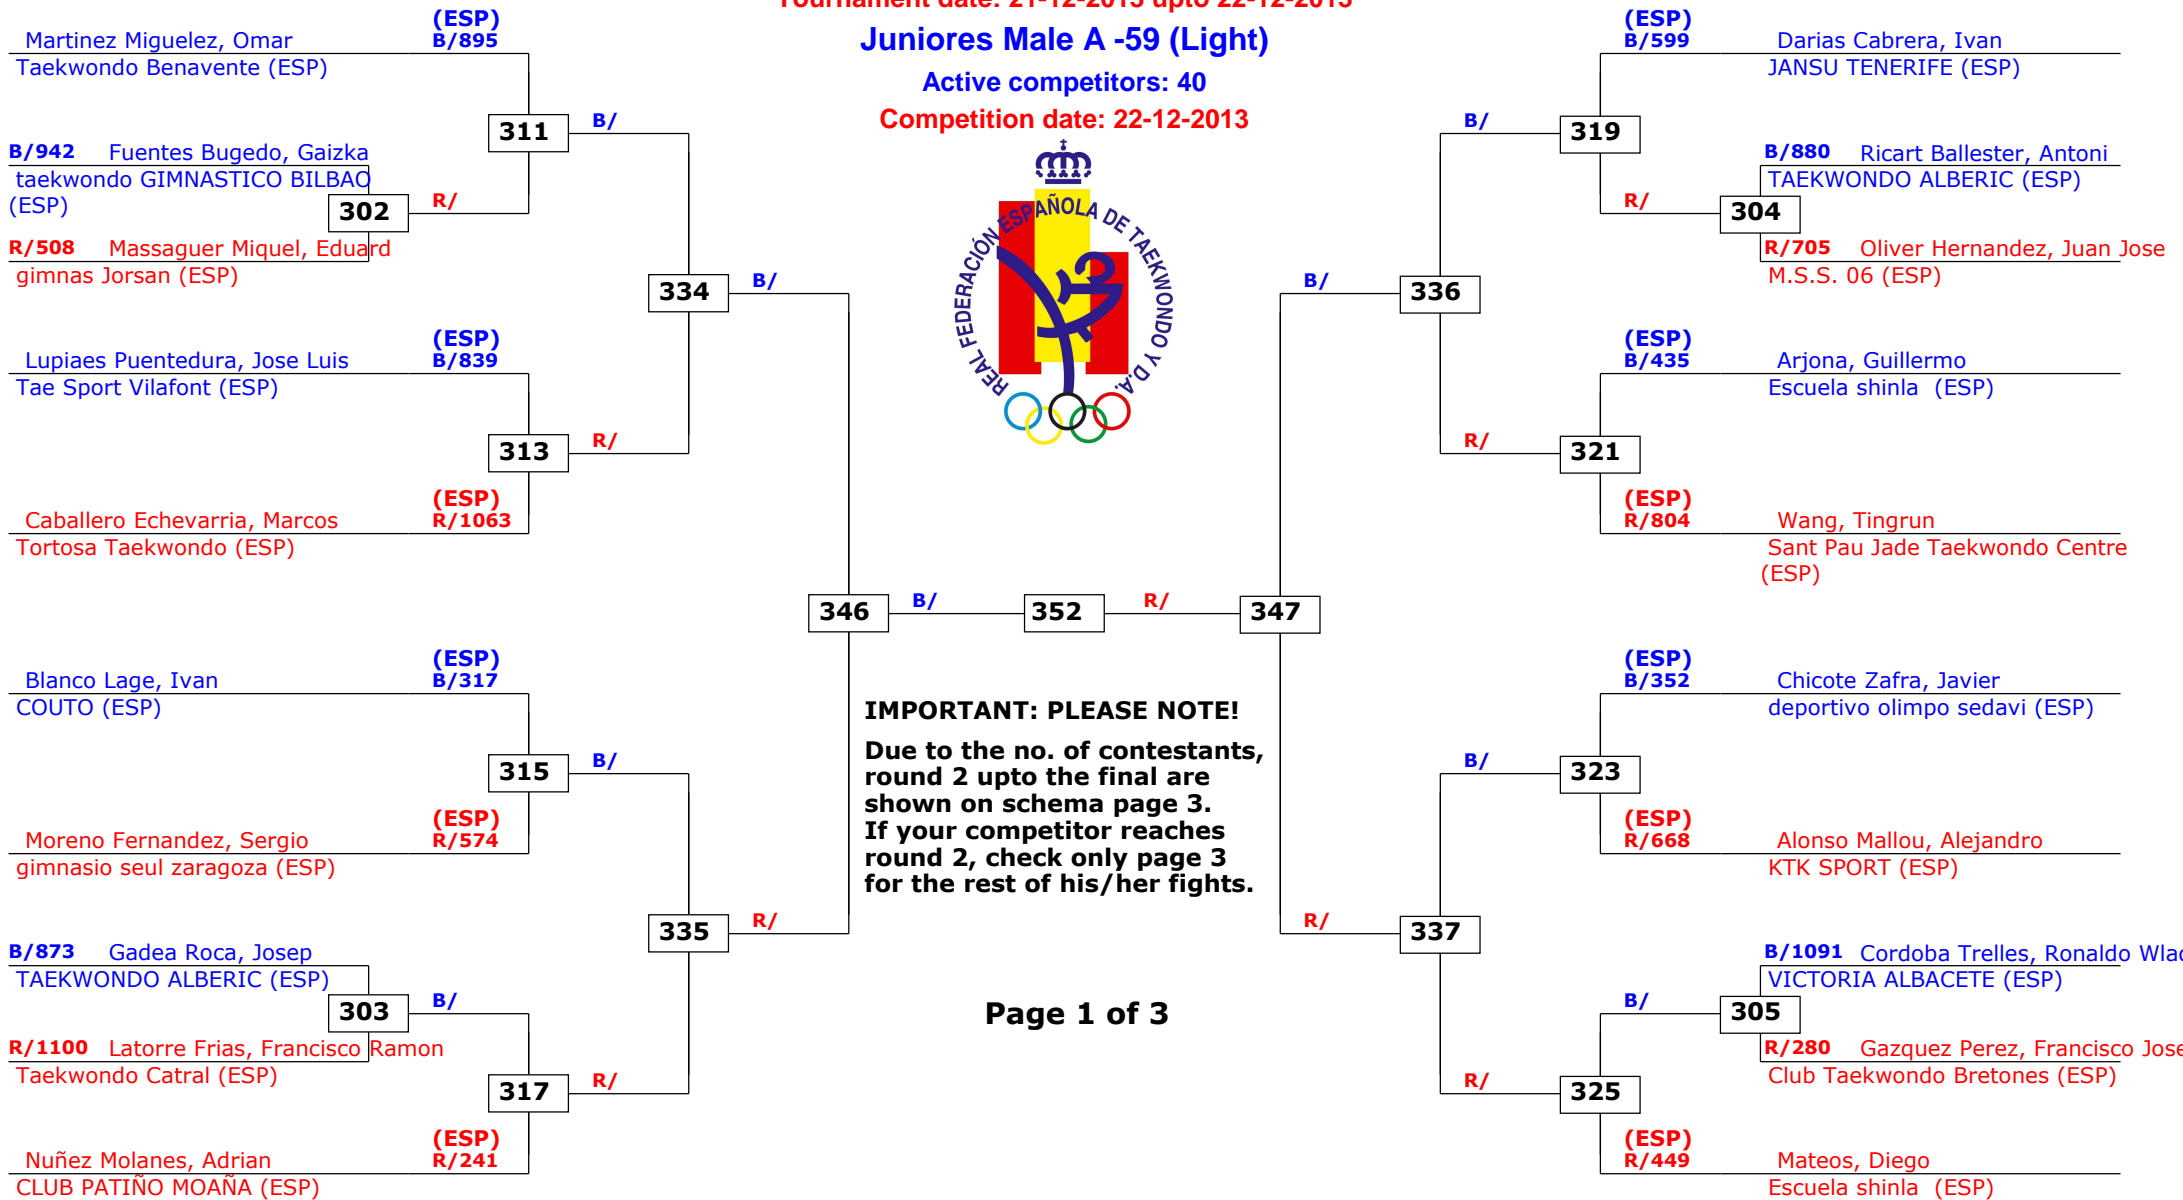 Tournament date: 21-12-2013 upto 22-12-2013
Juniores Male A -59 (Light)
Active competitors: 40
Competition date: 22-12-2013
REAL FEDERACIÓN ESPAÑOLA DE TAEKWONDO Y D.A.
(ESP)
Martinez Miguelez, Omar B/895
Taekwondo Benavente (ESP)
311 B/
B/942 Fuentes Bugedo, Gaizka
taekwondo GIMNASTICO BILBAO
(ESP)
302 R/
R/508 Massaguer Miquel, Eduard
gimnas Jorsan (ESP)
334 B/
(ESP)
Lupiaes Puentedura, Jose Luis B/839
Tae Sport Vilafont (ESP)
313 R/
(ESP)
Caballero Echevarria, Marcos R/1063
Tortosa Taekwondo (ESP)
346 B/ 352 R/ 347
(ESP)
Blanco Lage, Ivan B/317
COUTO (ESP)
315 B/
(ESP)
Moreno Fernandez, Sergio R/574
gimnasio seul zaragoza (ESP)
335 R/
B/873 Gadea Roca, Josep
TAEKWONDO ALBERIC (ESP)
303 B/
R/1100 Latorre Frias, Francisco Ramon
Taekwondo Catral (ESP)
317 R/
(ESP)
Nuñez Molanes, Adrian R/241
CLUB PATIÑO MOAÑA (ESP)
IMPORTANT: PLEASE NOTE!
Due to the no. of contestants,
round 2 upto the final are
shown on schema page 3.
If your competitor reaches
round 2, check only page 3
for the rest of his/her fights.
Page 1 of 3
(ESP)
B/599 Darias Cabrera, Ivan
JANSU TENERIFE (ESP)
B/ 319
B/880 Ricart Ballester, Antoni
TAEKWONDO ALBERIC (ESP)
R/ 304
R/705 Oliver Hernandez, Juan Jose
M.S.S. 06 (ESP)
B/ 336
(ESP)
B/435 Arjona, Guillermo
Escuela shinla (ESP)
R/ 321
(ESP)
R/804 Wang, Tingrun
Sant Pau Jade Taekwondo Centre
(ESP)
(ESP)
B/352 Chicote Zafra, Javier
deportivo olimpo sedavi (ESP)
B/ 323
(ESP)
R/668 Alonso Mallou, Alejandro
KTK SPORT (ESP)
R/ 337
B/1091 Cordoba Trelles, Ronaldo
VICTORIA ALBACETE (ESP)
B/ 305
R/280 Gazquez Perez, Francisco Jose
Club Taekwondo Bretones (ESP)
R/ 325
(ESP)
R/449 Mateos, Diego
Escuela shinla (ESP)